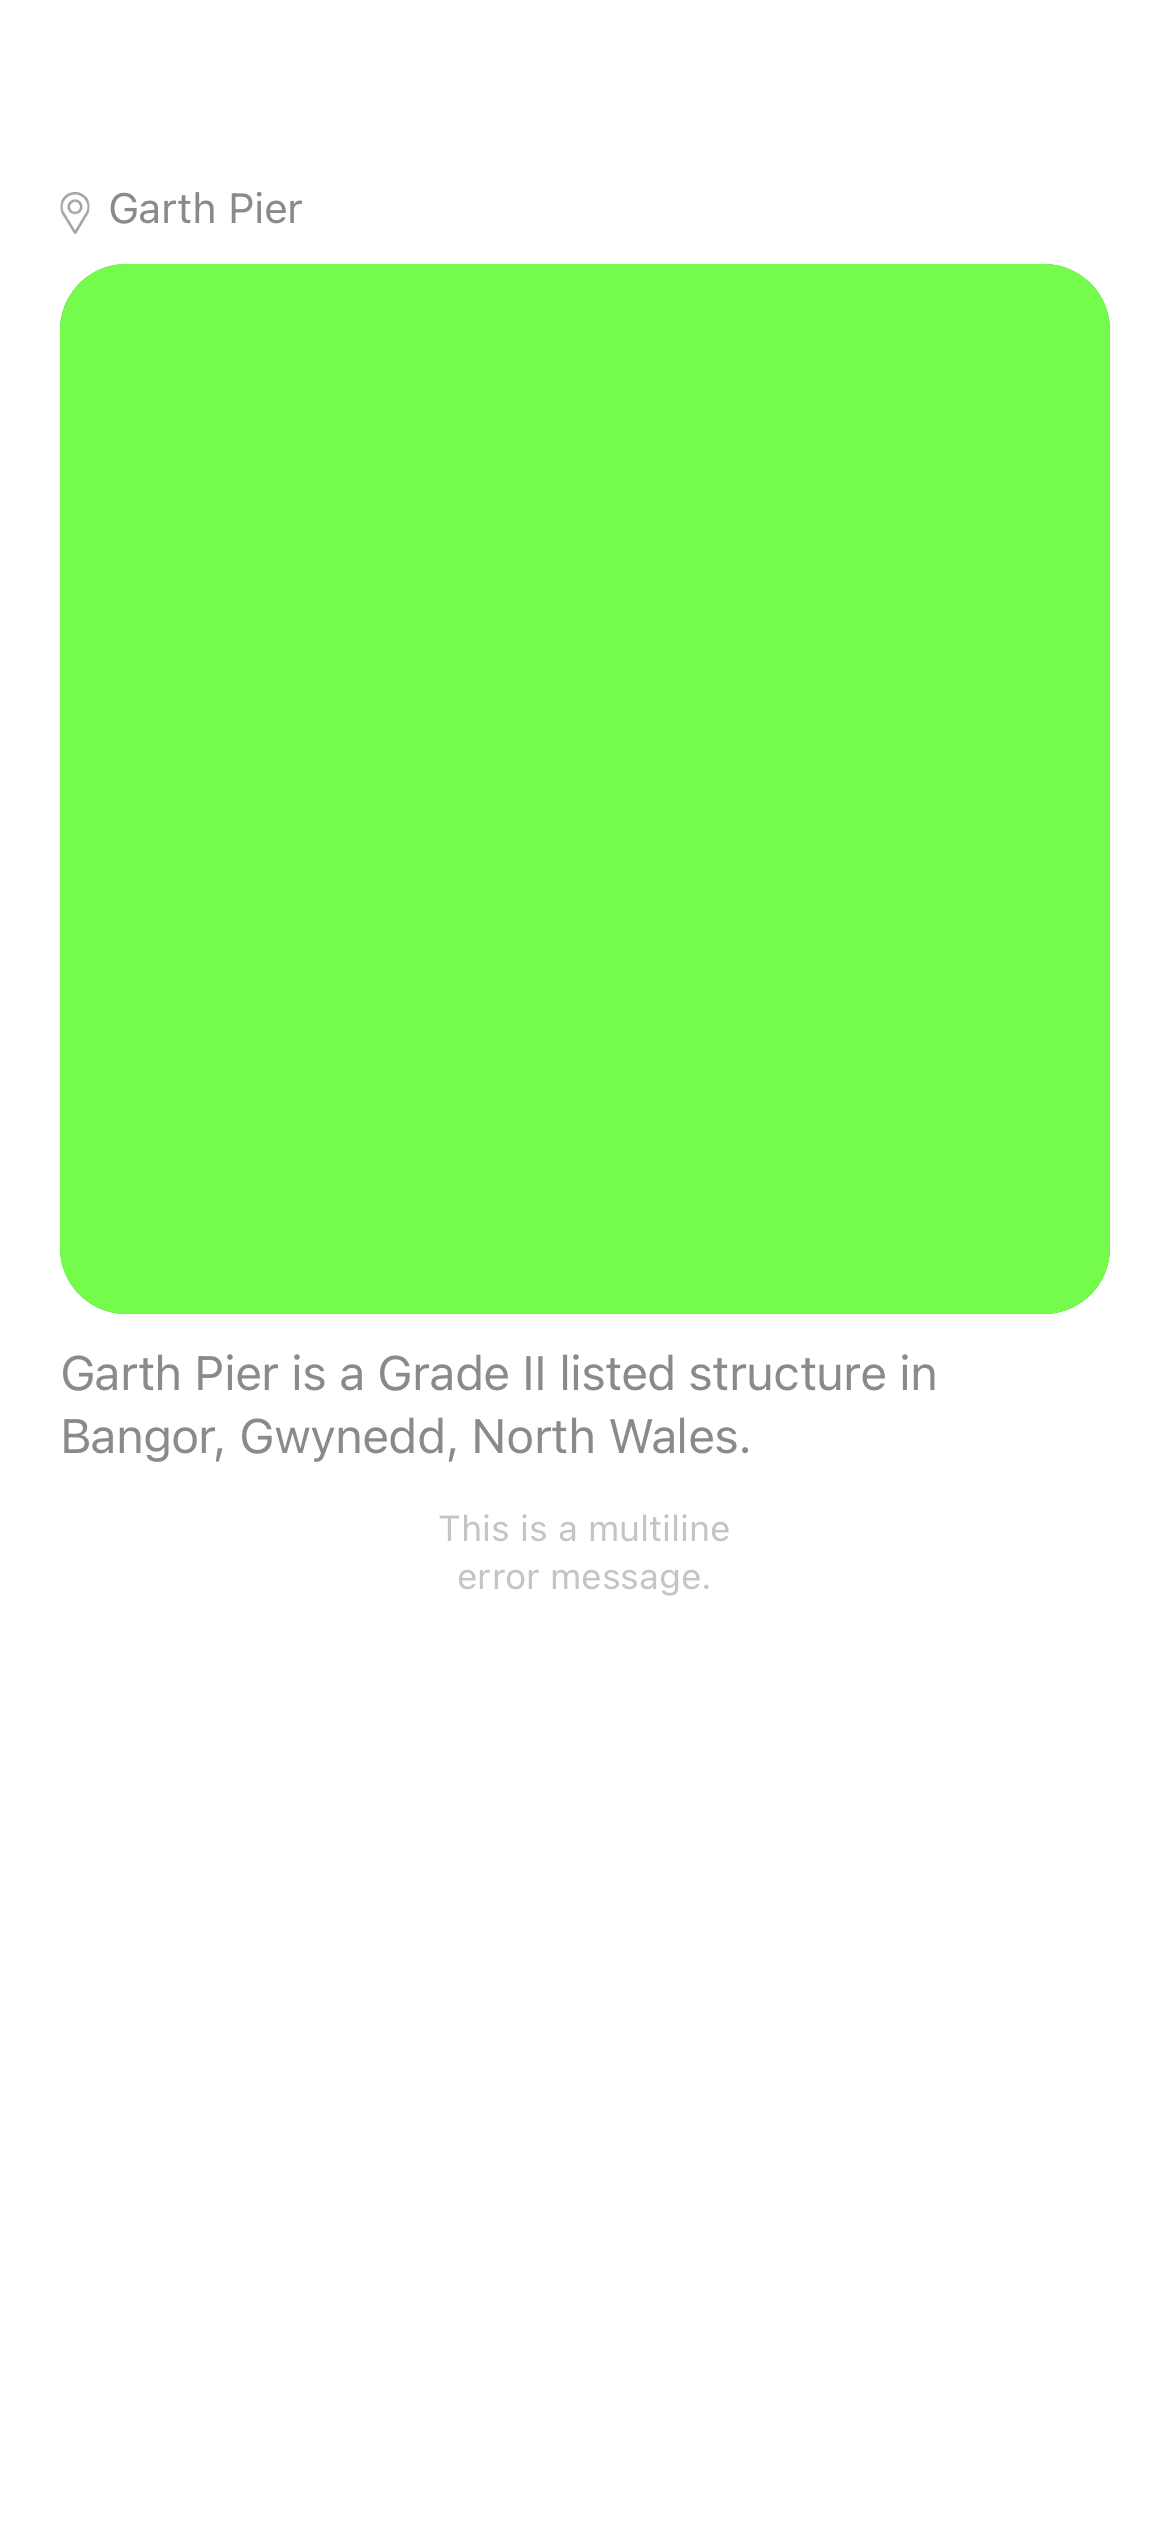 Garth Pier
Garth Pier is a Grade II listed structure in
Bangor, Gwynedd, North Wales.
This is a multiline
error message.